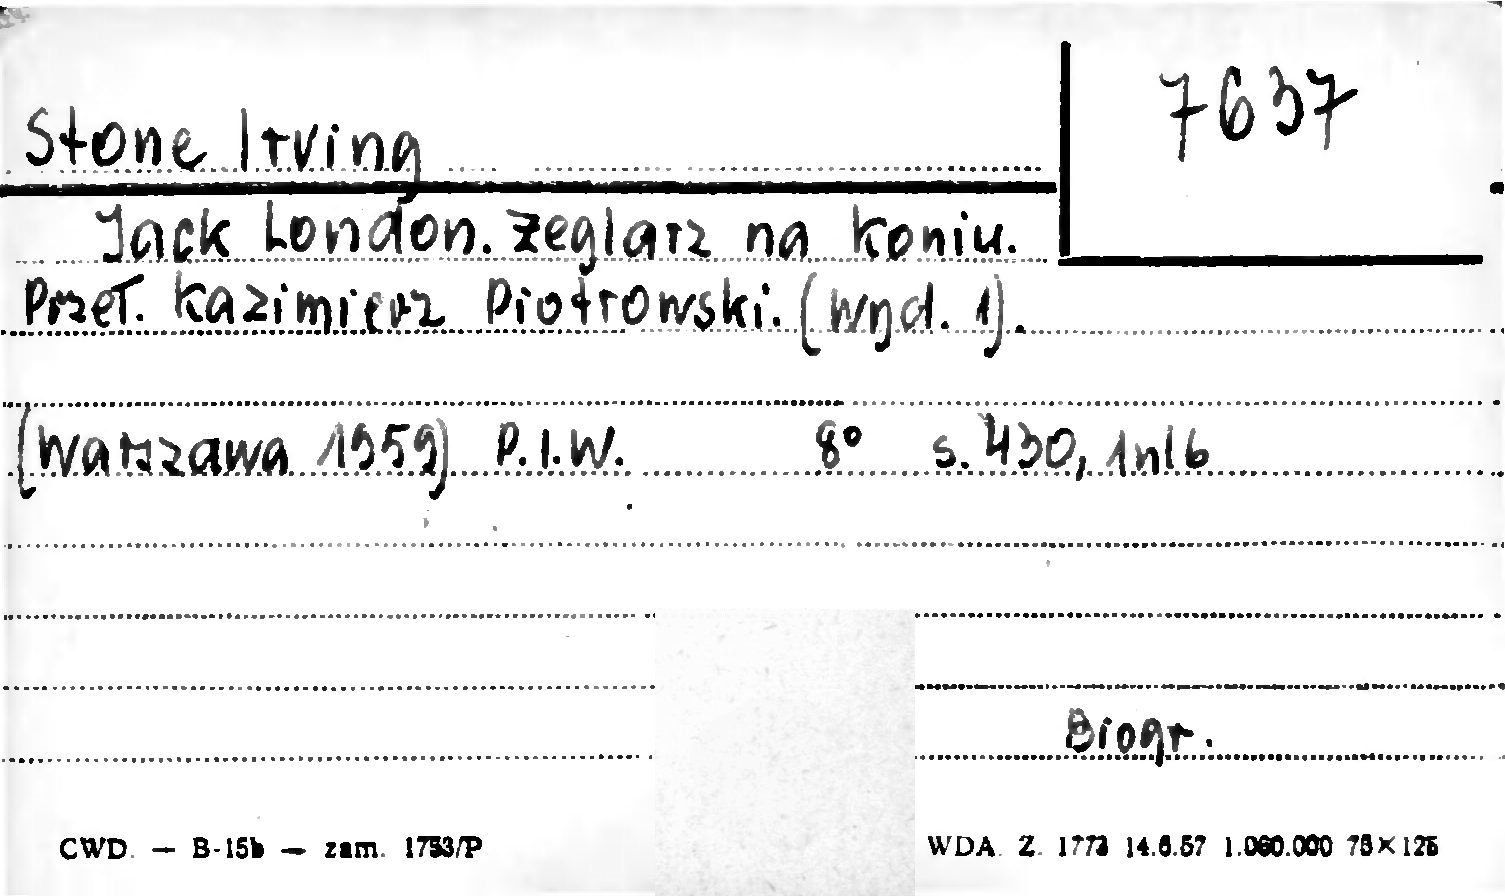 7637
Stone Irving
Jack London. Żeglarz na koniu.
Przeł. Kazimierz Piotrowski. (Wyd. 1).
(Warszawa 1959) P.I.W. 8° s. 430, 1nlb
Biogr.
CWD. — B-15b — zam. 1753/P
WDA. Z. 1773 14.6.57 1.060.000 75×125